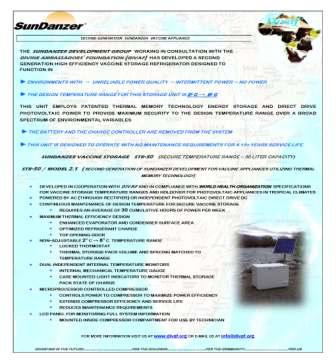 SunDanzer
DIVAF
SECOND GENERATION SUNDANZER VACCINE APPLIANCE
THE SUNDANZER DEVELOPMENT GROUP WORKING IN CONSULTATION WITH THE
DIVINE AMBASSADORS' FOUNDATION (DIVAF) HAS DEVELOPED A SECOND
GENERATION HIGH EFFICIENCY VACCINE STORAGE REFRIGERATOR DESIGNED TO
FUNCTION IN
ENVIRONMENTS WITH – UNRELIABLE POWER QUALITY – INTERMITTENT POWER – NO POWER
THE DESIGN TEMPERATURE RANGE FOR THIS STORAGE UNIT IS
THIS UNIT EMPLOYS PATENTED THERMAL MEMORY TECHNOLOGY ENERGY STORAGE AND DIRECT DRIVE
PHOTOVOLTAIC POWER TO PROVIDE MAXIMUM SECURITY TO THE DESIGN TEMPERATURE RANGE OVER A BROAD
SPECTRUM OF ENVIRONMENTAL VARIABLES
THE BATTERY AND THE CHARGE CONTROLLER ARE REMOVED FROM THE SYSTEM
THIS UNIT IS DESIGNED TO OPERATE WITH NO MAINTENANCE REQUIREMENTS FOR A 10+ YEARS SERVICE LIFE
SUNDANZER VACCINE STORAGE STR-50 (SECURE TEMPERATURE RANGE – 50 LITER CAPACITY)
STR-50 / MODEL 2.1 (SECOND GENERATION OF SUNDANZER DEVELOPMENT FOR VACCINE APPLIANCES UTILIZING THERMAL
MEMORY TECHNOLOGY)
• DEVELOPED IN COOPERATION WITH DIVAF AND IN COMPLIANCE WITH WORLD HEALTH ORGANIZATION SPECIFICATIONS
FOR VACCINE STORAGE TEMPERATURE RANGES AND HOLDOVER FOR PHOTOVOLTAIC APPLIANCES IN TROPICAL CLIMATES
• POWERED BY AC (THROUGH RECTIFIER) OR INDEPENDENT PHOTOVOLTAIC DIRECT DRIVE DC
• CONTINUOUS MAINTENANCE OF DESIGN TEMPERATURE FOR SECURE VACCINE STORAGE
• REQUIRES AN AVERAGE OF 30 CUMULATIVE HOURS OF POWER PER WEEK
• MAXIMUM THERMAL EFFICIENCY DESIGN
• ENHANCED EVAPORATOR AND CONDENSER SURFACE AREA
• OPTIMIZED REFRIGERANT CHARGE
• TOP OPENING DOOR
• NON-ADJUSTABLE 2°C – 8°C TEMPERATURE RANGE
• LOCKED THERMOSTAT
• THERMAL STORAGE PACK VOLUME AND SPACING MATCHED TO
TEMPERATURE RANGE
• DUAL INDEPENDENT INTERNAL TEMPERATURE MONITORS
• INTERNAL MECHANICAL TEMPERATURE GAUGE
• CASE MOUNTED LIGHT INDICATORS TO MONITOR THERMAL STORAGE
PACK STATE OF CHARGE
• MICROPROCESSOR CONTROLLED COMPRESSOR
• CONTROLS POWER TO COMPRESSOR TO MAXIMIZE POWER EFFICIENCY
• EXTENDS COMPRESSOR EFFICIENCY AND SERVICE LIFE
• REDUCES MAINTENANCE REQUIREMENTS
• LCD PANEL FOR MONITORING FULL SYSTEM INFORMATION
• MOUNTED INSIDE COMPRESSOR COMPARTMENT FOR USE BY TECHNICIAN
FOR MORE INFORMATION VISIT US AT www.divaf.org OR E-MAIL US AT info@divaf.org